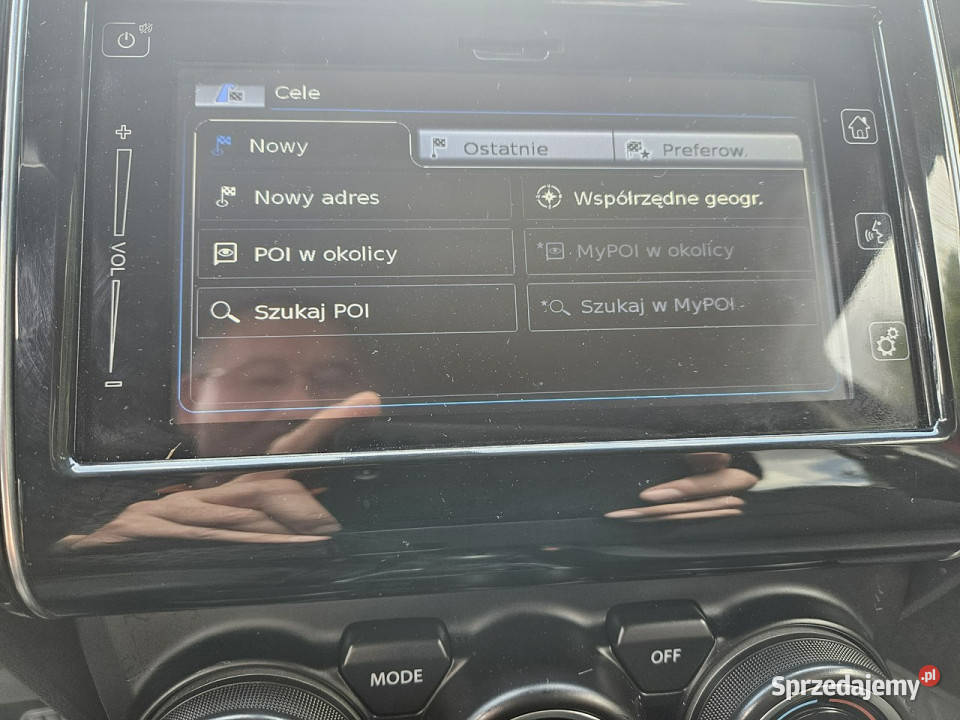 Cele
Nowy
Ostatnie
Preferow.
Nowy adres
Współrzędne geogr.
POI w okolicy
MyPOI w okolicy
Szukaj POI
Szukaj w MyPOI
VOL
MODE
OFF
Sprzedajemy.pl